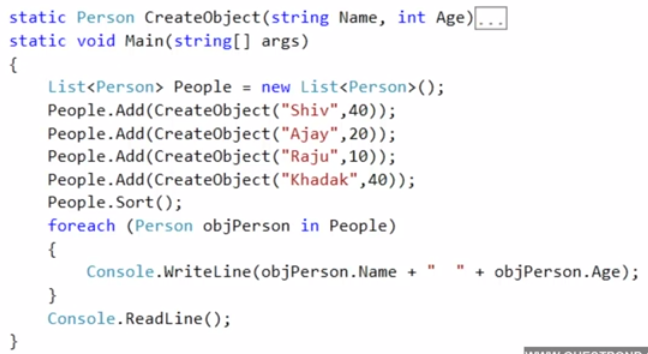 static Person CreateObject(string Name, int Age)...
static void Main(string[] args)
{
    List<Person> People = new List<Person>();
    People.Add(CreateObject("Shiv",40));
    People.Add(CreateObject("Ajay",20));
    People.Add(CreateObject("Raju",10));
    People.Add(CreateObject("Khadak",40));
    People.Sort();
    foreach (Person objPerson in People)
    {
        Console.WriteLine(objPerson.Name + "  " + objPerson.Age);
    }
    Console.ReadLine();
}